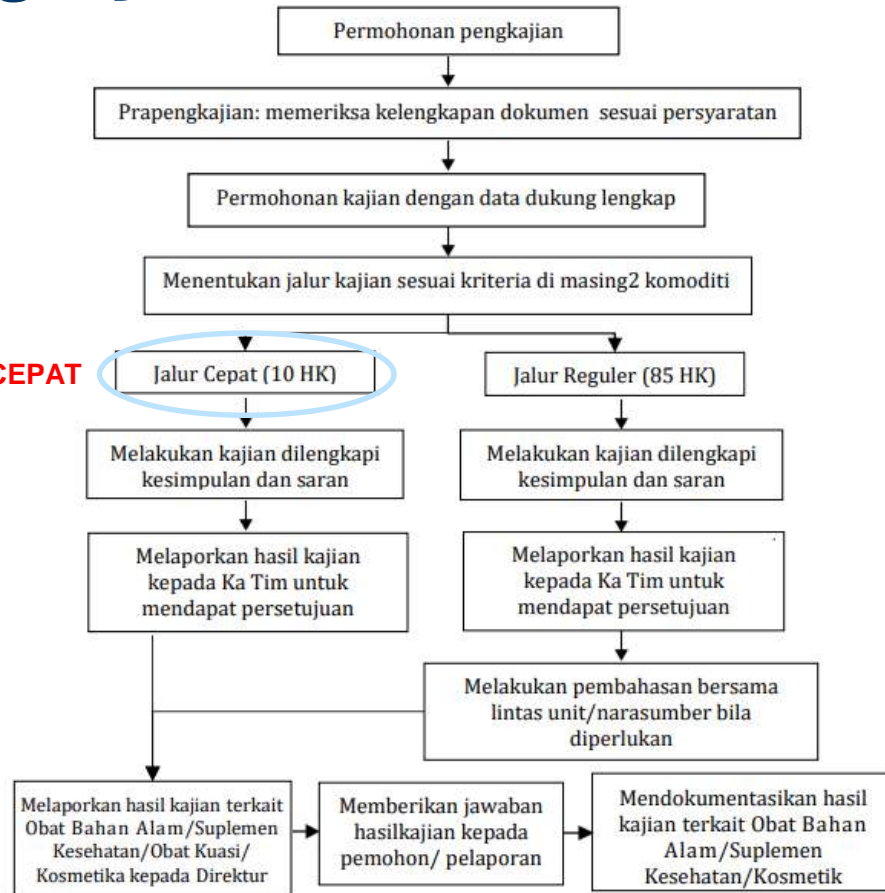 Permohonan pengkajian
Prapengkajian: memeriksa kelengkapan dokumen sesuai persyaratan
Permohonan kajian dengan data dukung lengkap
Menentukan jalur kajian sesuai kriteria di masing2 komoditi
CEPAT
Jalur Cepat (10 HK)
Jalur Reguler (85 HK)
Melakukan kajian dilengkapi
kesimpulan dan saran
Melakukan kajian dilengkapi
kesimpulan dan saran
Melaporkan hasil kajian
kepada Ka Tim untuk
mendapat persetujuan
Melaporkan hasil kajian
kepada Ka Tim untuk
mendapat persetujuan
Melakukan pembahasan bersama
lintas unit/narasumber bila
diperlukan
Melaporkan hasil kajian terkait
Obat Bahan Alam/Suplemen
Kesehatan/Obat Kuasi/
Kosmetika kepada Direktur
Memberikan jawaban
hasilkajian kepada
pemohon/ pelaporan
Mendokumentasikan hasil
kajian terkait Obat Bahan
Alam/Suplemen
Kesehatan/Kosmetik